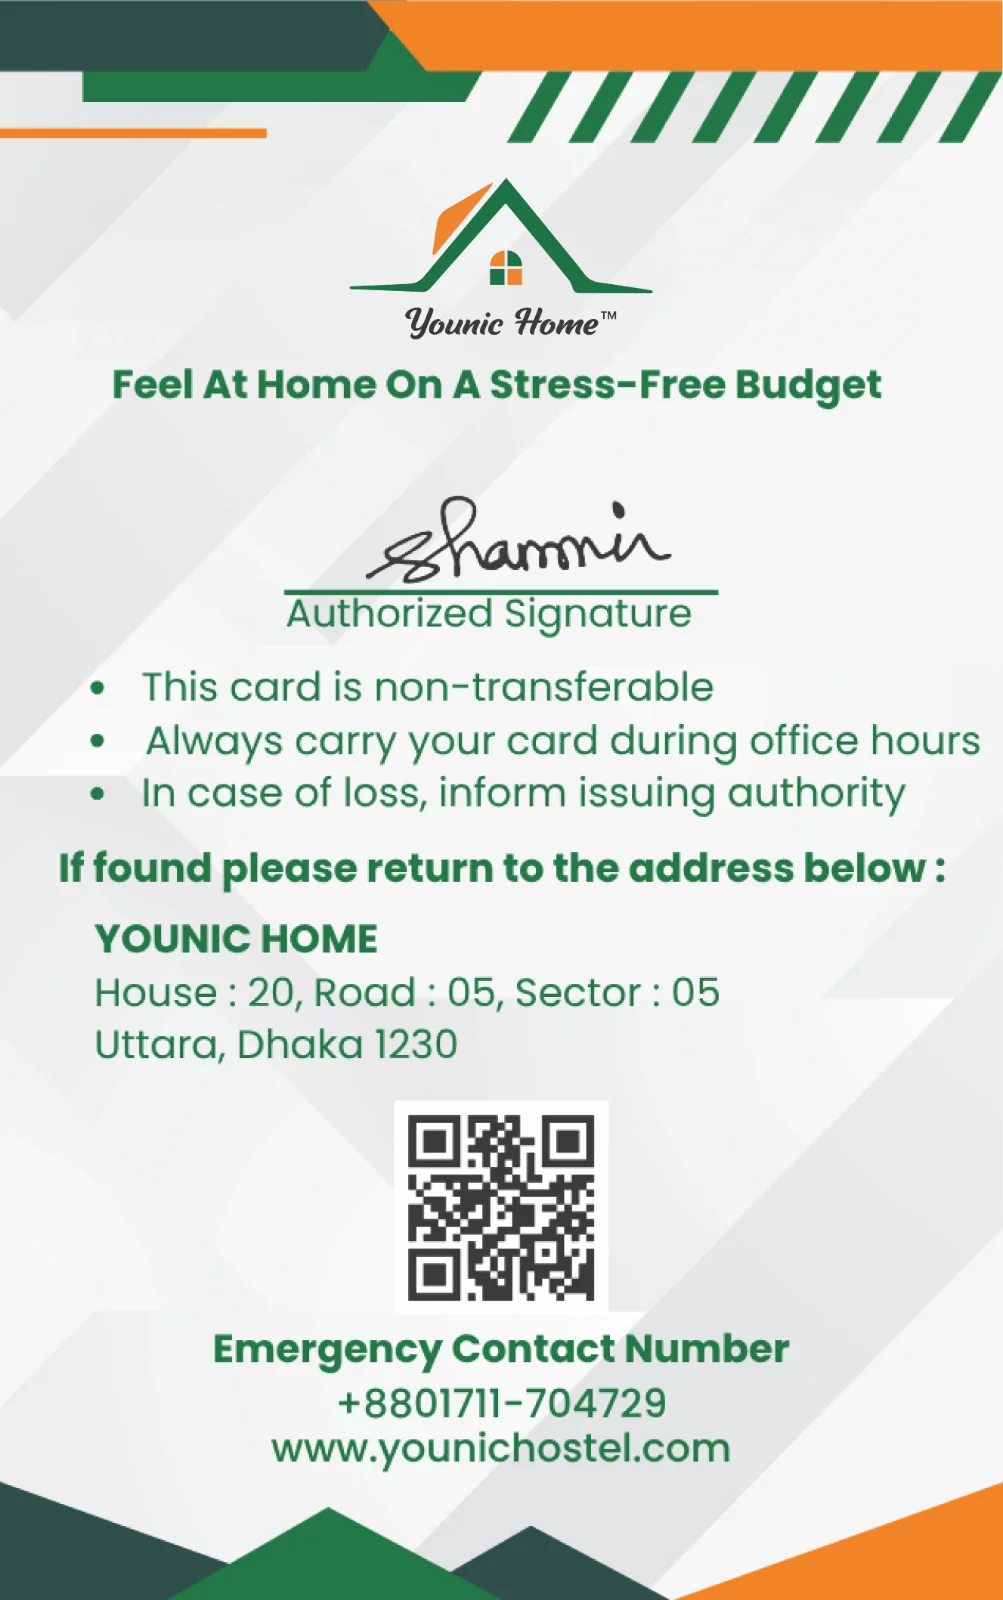 Younic Home™
Feel At Home On A Stress-Free Budget
Shammir
Authorized Signature
• This card is non-transferable
• Always carry your card during office hours
• In case of loss, inform issuing authority
If found please return to the address below :
YOUNIC HOME
House : 20, Road : 05, Sector : 05
Uttara, Dhaka 1230
Emergency Contact Number
+8801711-704729
www.younichostel.com